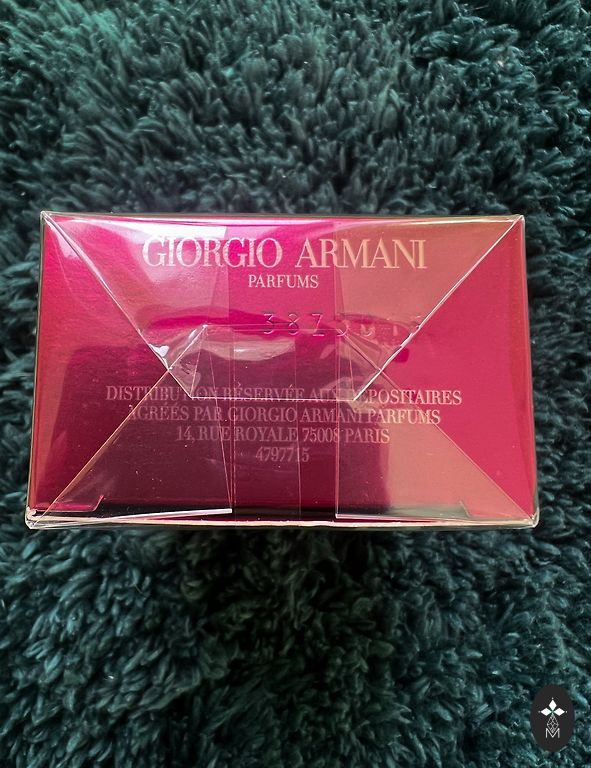 GIORGIO ARMANI
PARFUMS
DISTRIBUTION RÉSERVÉE AUX DÉPOSITAIRES
AGRÉÉS PAR GIORGIO ARMANI PARFUMS
14, RUE ROYALE 75008 PARIS
4797715
M